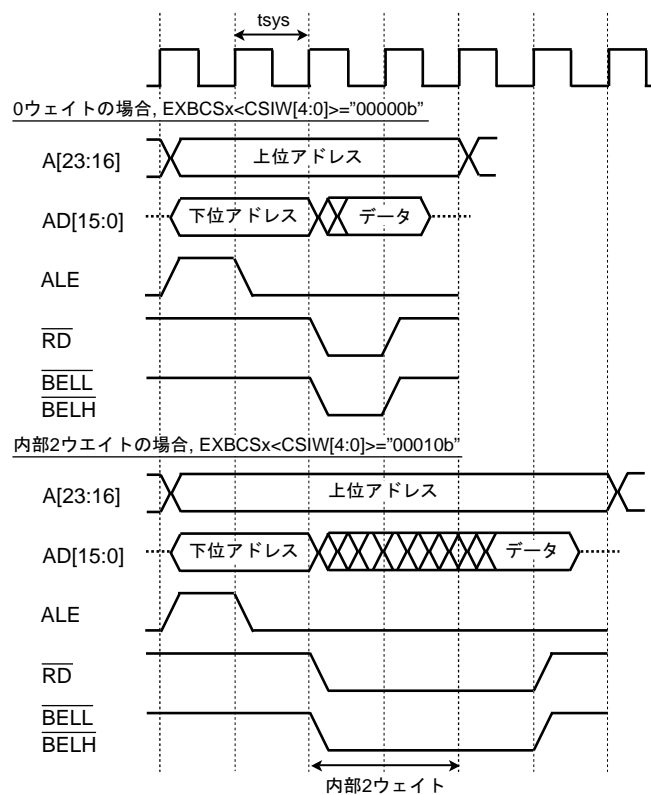 tsys
0ウェイトの場合, EXBCSx<CSIW[4:0]>="00000b"
A[23:16]
上位アドレス
AD[15:0]
下位アドレス
データ
ALE
RD
BELL
BELH
内部2ウエイトの場合, EXBCSx<CSIW[4:0]>="00010b"
A[23:16]
上位アドレス
AD[15:0]
下位アドレス
データ
ALE
RD
BELL
BELH
内部2ウェイト